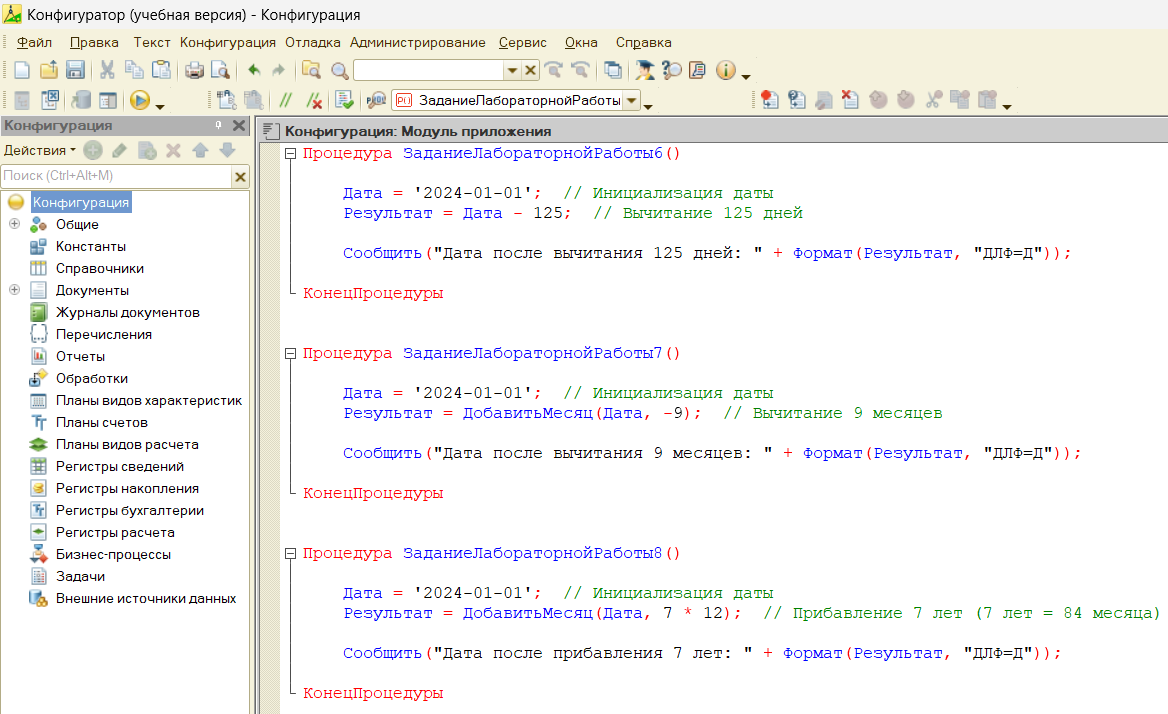 Конфигуратор (учебная версия) - Конфигурация
Файл Правка Текст Конфигурация Отладка Администрирование Сервис Окна Справка
ЗаданиеЛабораторнойРаботы
Конфигурация
Действия
Поиск (Ctrl+Alt+M)
Конфигурация
Общие
Константы
Справочники
Документы
Журналы документов
Перечисления
Отчеты
Обработки
Планы видов характеристик
Планы счетов
Планы видов расчета
Регистры сведений
Регистры накопления
Регистры бухгалтерии
Регистры расчета
Бизнес-процессы
Задачи
Внешние источники данных
Конфигурация: Модуль приложения
Процедура ЗаданиеЛабораторнойРаботы6()
Дата = '2024-01-01'; // Инициализация даты
Результат = Дата - 125; // Вычитание 125 дней
Сообщить("Дата после вычитания 125 дней: " + Формат(Результат, "ДЛФ=Д"));
КонецПроцедуры
Процедура ЗаданиеЛабораторнойРаботы7()
Дата = '2024-01-01'; // Инициализация даты
Результат = ДобавитьМесяц(Дата, -9); // Вычитание 9 месяцев
Сообщить("Дата после вычитания 9 месяцев: " + Формат(Результат, "ДЛФ=Д"));
КонецПроцедуры
Процедура ЗаданиеЛабораторнойРаботы8()
Дата = '2024-01-01'; // Инициализация даты
Результат = ДобавитьМесяц(Дата, 7 * 12); // Прибавление 7 лет (7 лет = 84 месяца)
Сообщить("Дата после прибавления 7 лет: " + Формат(Результат, "ДЛФ=Д"));
КонецПроцедуры